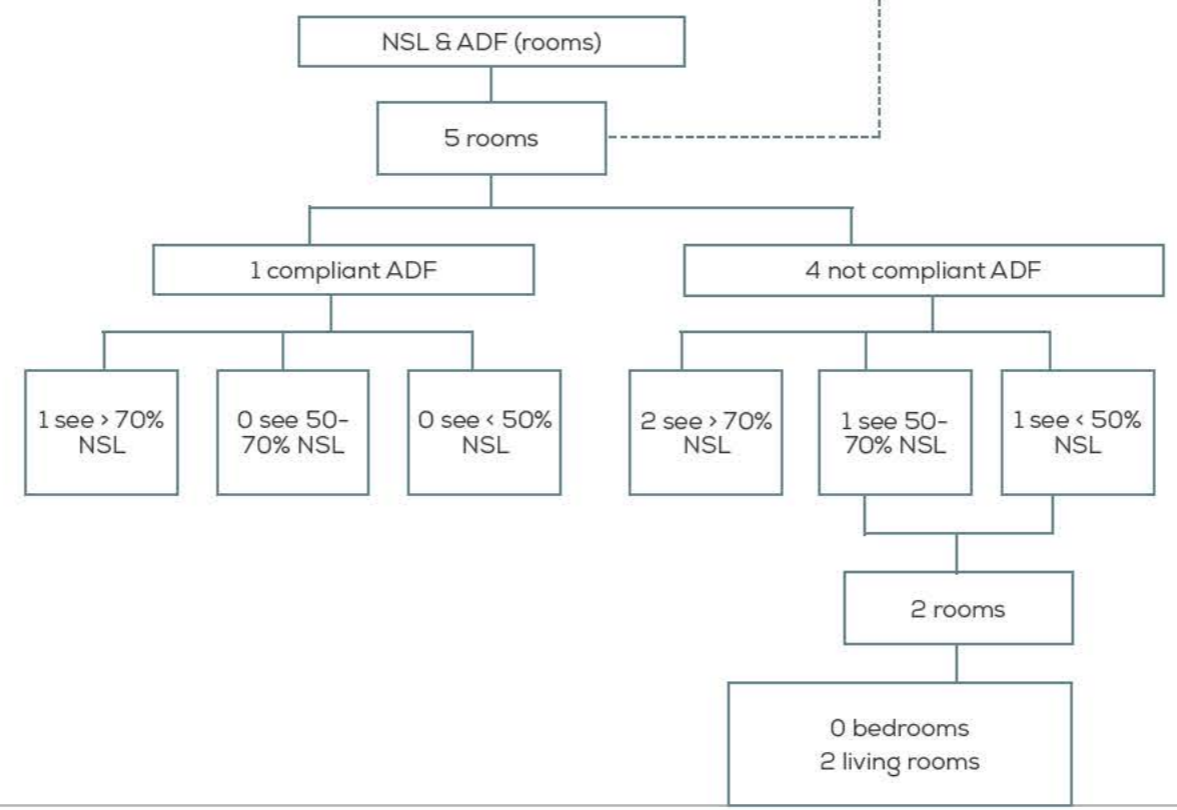 NSL & ADF (rooms)
5 rooms
1 compliant ADF
4 not compliant ADF
1 see > 70%
NSL
0 see 50-
70% NSL
0 see < 50%
NSL
2 see > 70%
NSL
1 see 50-
70% NSL
1 see < 50%
NSL
2 rooms
0 bedrooms
2 living rooms